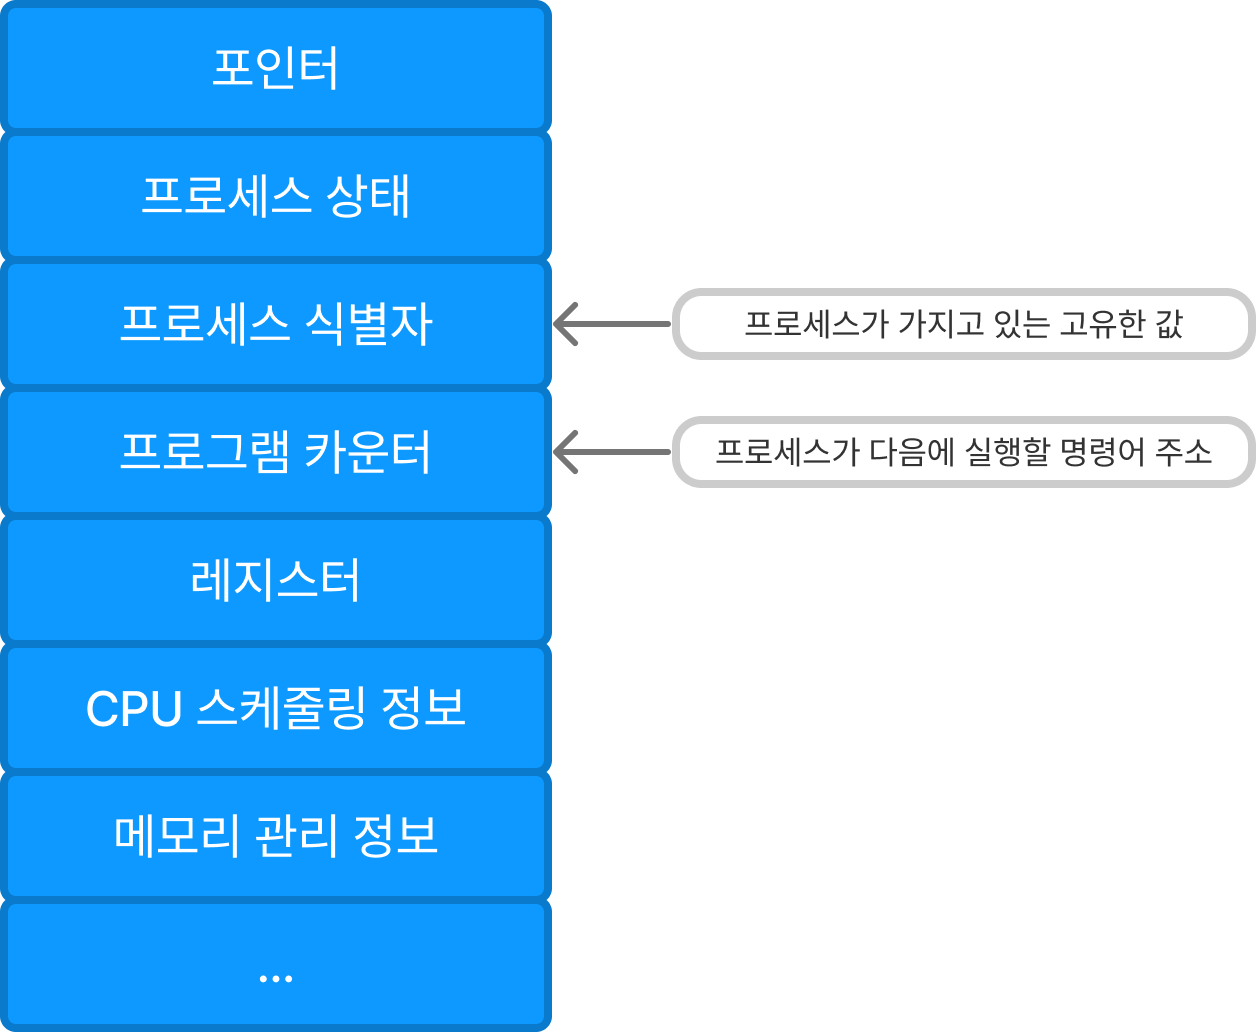 포인터
프로세스 상태
프로세스 식별자
프로세스가 가지고 있는 고유한 값
프로그램 카운터
프로세스가 다음에 실행할 명령어 주소
레지스터
CPU 스케줄링 정보
메모리 관리 정보
...